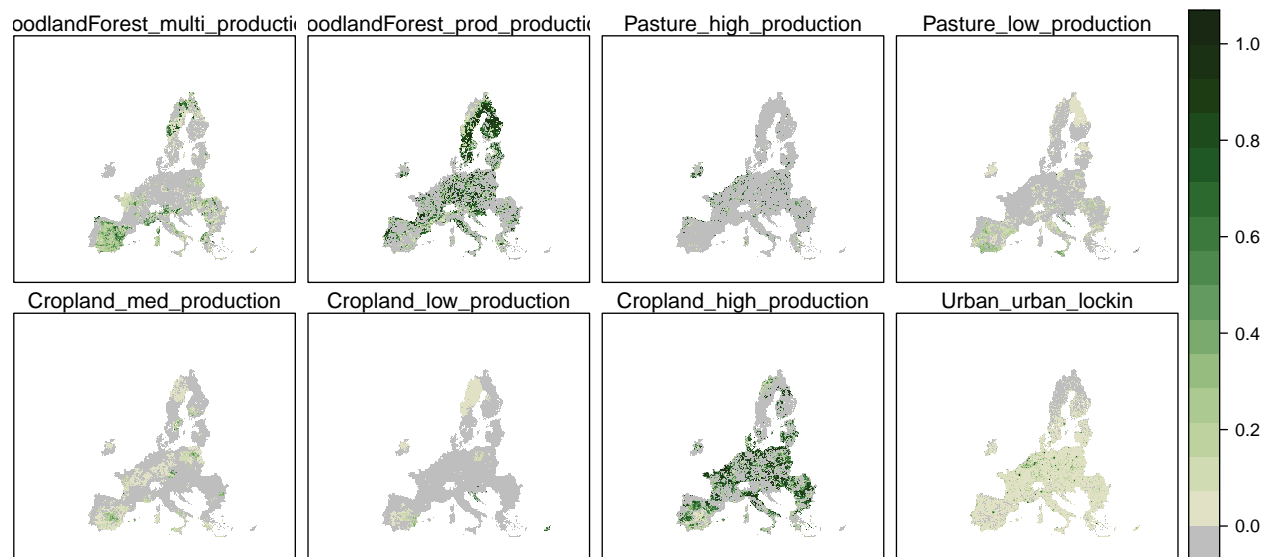 oodlandForest_multi_productio
oodlandForest_prod_productio
Pasture_high_production
Pasture_low_production
Cropland_med_production
Cropland_low_production
Cropland_high_production
Urban_urban_lockin
1.0
0.8
0.6
0.4
0.2
0.0